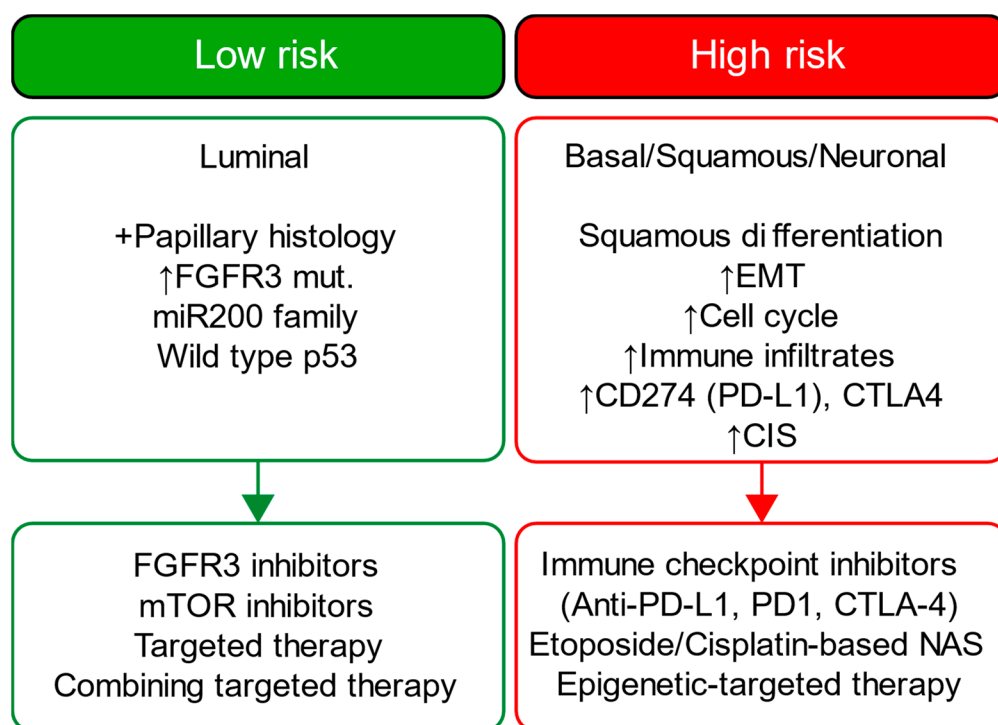 Low risk
Luminal
+Papillary histology
↑FGFR3 mut.
miR200 family
Wild type p53
FGFR3 inhibitors
mTOR inhibitors
Targeted therapy
Combining targeted therapy
High risk
Basal/Squamous/Neuronal
Squamous differentiation
↑EMT
↑Cell cycle
↑Immune infiltrates
↑CD274 (PD-L1), CTLA4
↑CIS
Immune checkpoint inhibitors
(Anti-PD-L1, PD1, CTLA-4)
Etoposide/Cisplatin-based NAS
Epigenetic-targeted therapy